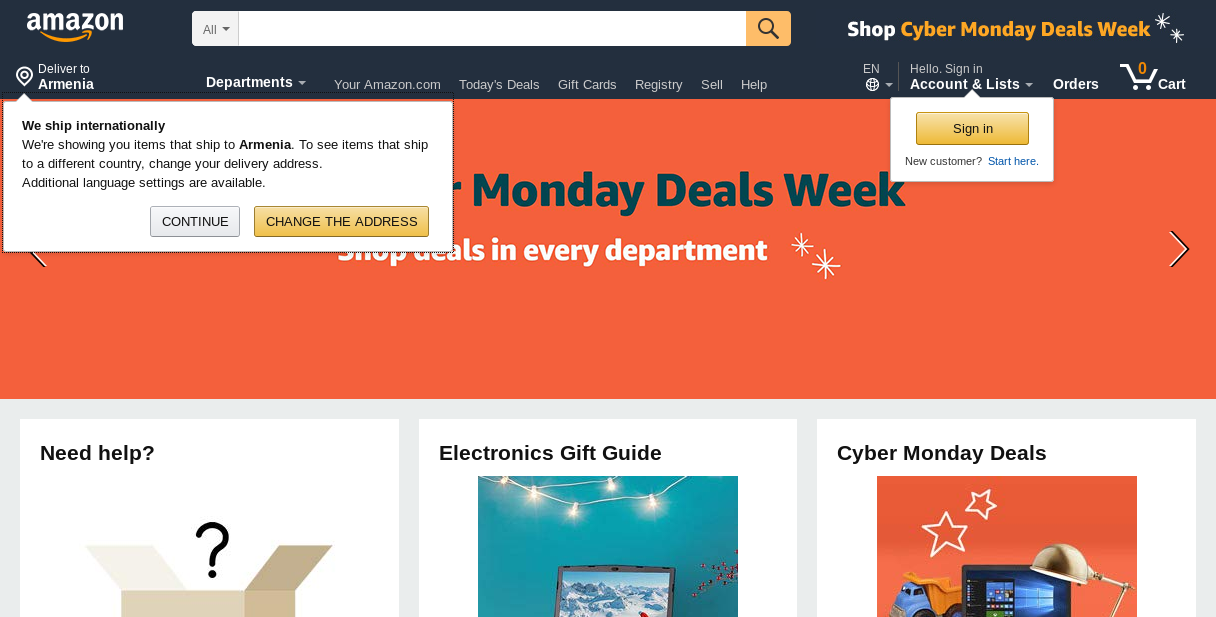 amazon
All
Shop Cyber Monday Deals Week
Deliver to
Armenia
Departments
Your Amazon.com
Today's Deals
Gift Cards
Registry
Sell
Help
EN
Hello. Sign in
Account & Lists
Orders
0
Cart
We ship internationally
We're showing you items that ship to Armenia. To see items that ship
to a different country, change your delivery address.
Additional language settings are available.
CONTINUE
CHANGE THE ADDRESS
Sign in
New customer? Start here.
Monday Deals Week
Shop deals in every department
Need help?
?
Electronics Gift Guide
Cyber Monday Deals